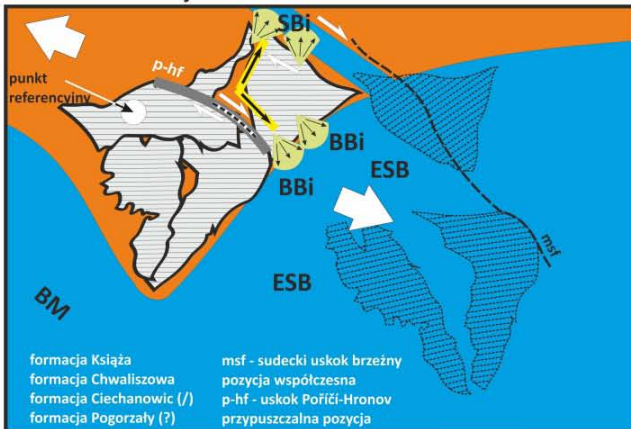 SBi
p-hf
punkt
referencyjny
BBi
BBi
ESB
ESB
msf
BM
formacja Książa
formacja Chwaliszowa
formacja Ciechanowic (/)
formacja Pogorzały (?)
msf - sudecki uskok brzeżny
pozycja współczesna
p-hf - uskok Poříčí-Hronov
przypuszczalna pozycja